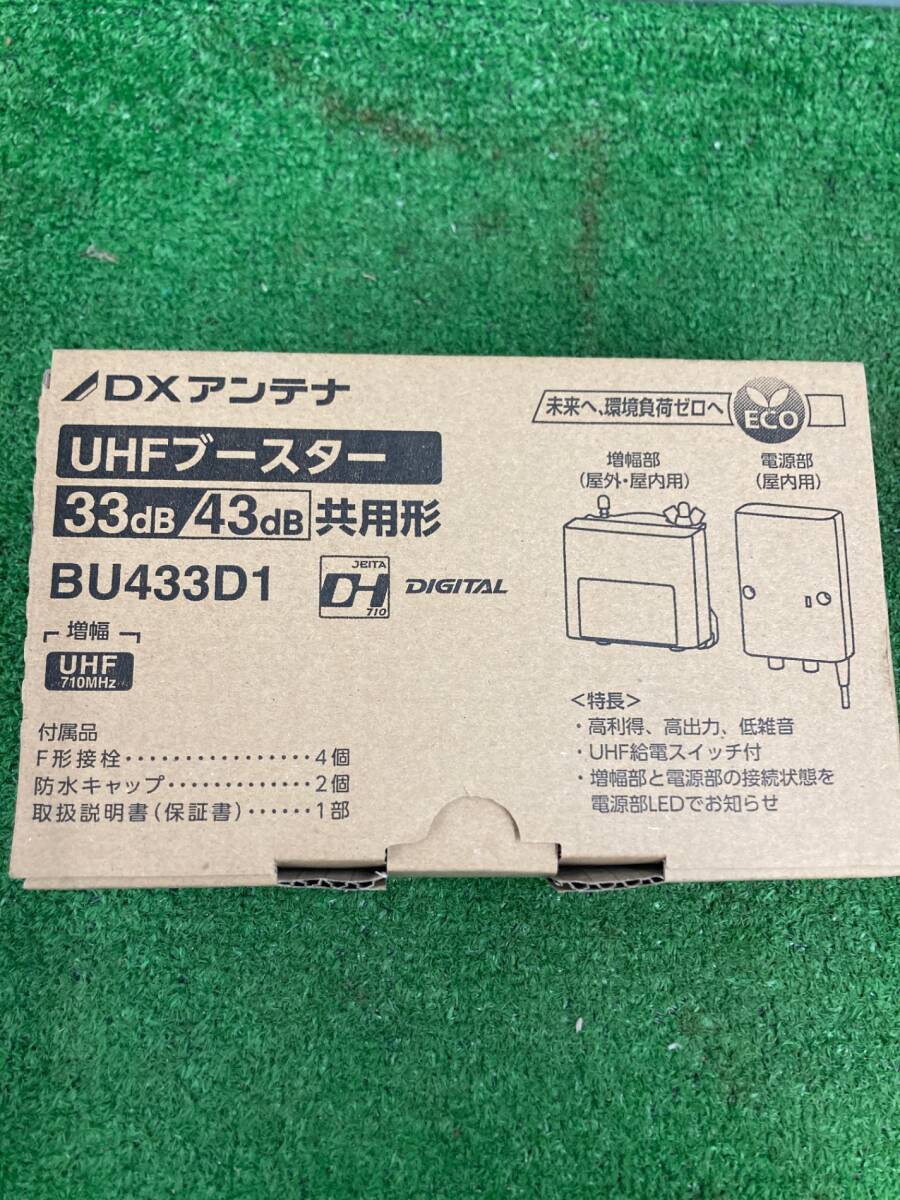 DXアンテナ
未来へ、環境負荷ゼロへ
ECO
UHFブースター
33dB/43dB共用形
BU433D1
JEITA
DH
710
DIGITAL
増幅
UHF
710MHz
付属品
F形接栓・・・・・・・・・・・・・・・・4個
防水キャップ・・・・・・・・・・・・・2個
取扱説明書(保証書)・・・・・・1部
増幅部
(屋外・屋内用)
電源部
(屋内用)
<特長>
・高利得、高出力、低雑音
・UHF給電スイッチ付
・増幅部と電源部の接続状態を
電源部LEDでお知らせ